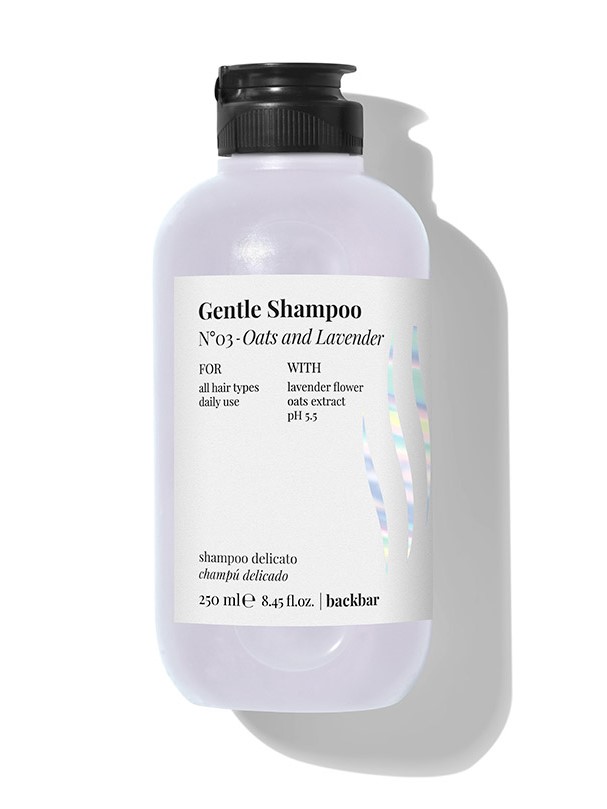 Gentle Shampoo
N°03 - Oats and Lavender
FOR
all hair types
daily use
WITH
lavender flower
oats extract
pH 5.5
shampoo delicato
champú delicado
250 ml ℮ 8.45 fl.oz. | backbar